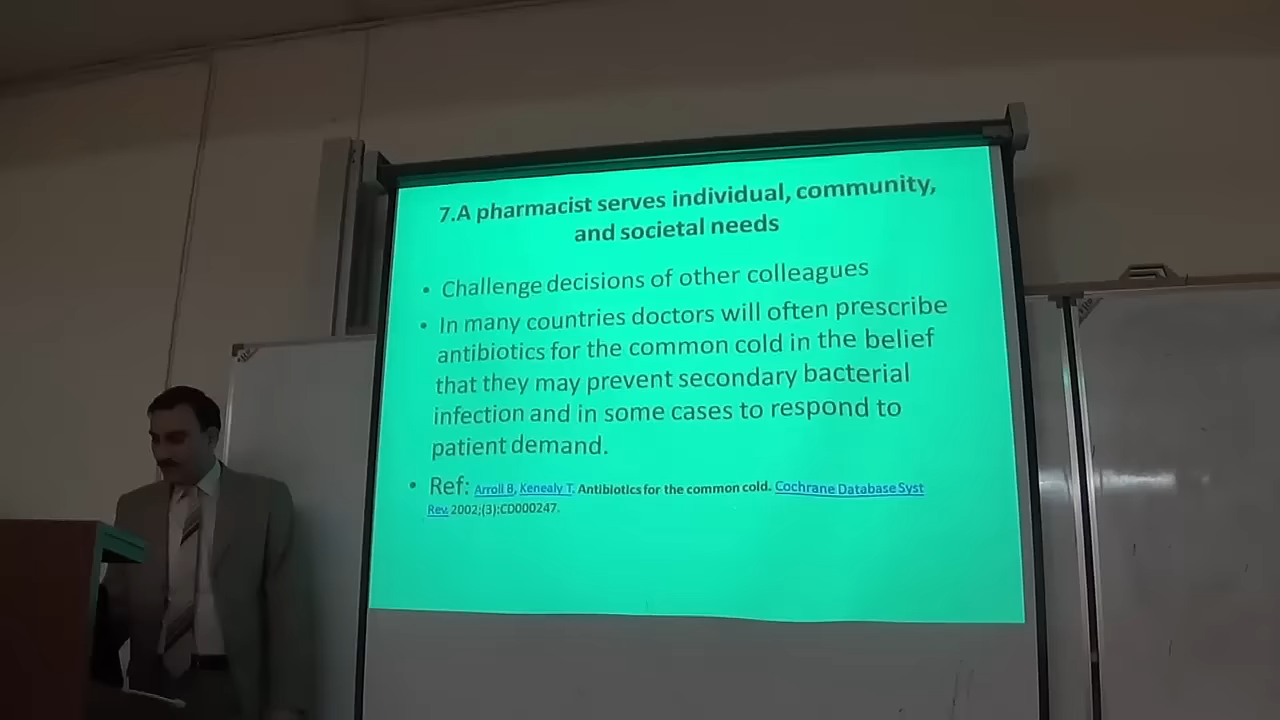 7.A pharmacist serves individual, community,
and societal needs
• Challenge decisions of other colleagues
• In many countries doctors will often prescribe
antibiotics for the common cold in the belief
that they may prevent secondary bacterial
infection and in some cases to respond to
patient demand.
• Ref: Arroll B, Kenealy T. Antibiotics for the common cold. Cochrane Database Syst
Rev. 2002;(3):CD000247.